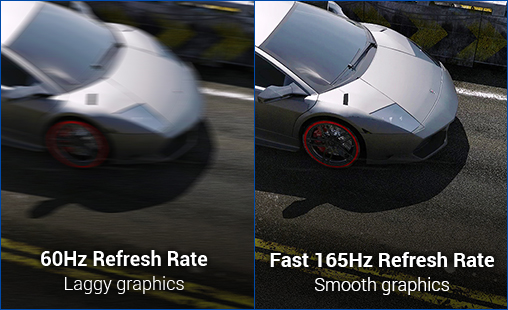 60Hz Refresh Rate
Laggy graphics
Fast 165Hz Refresh Rate
Smooth graphics